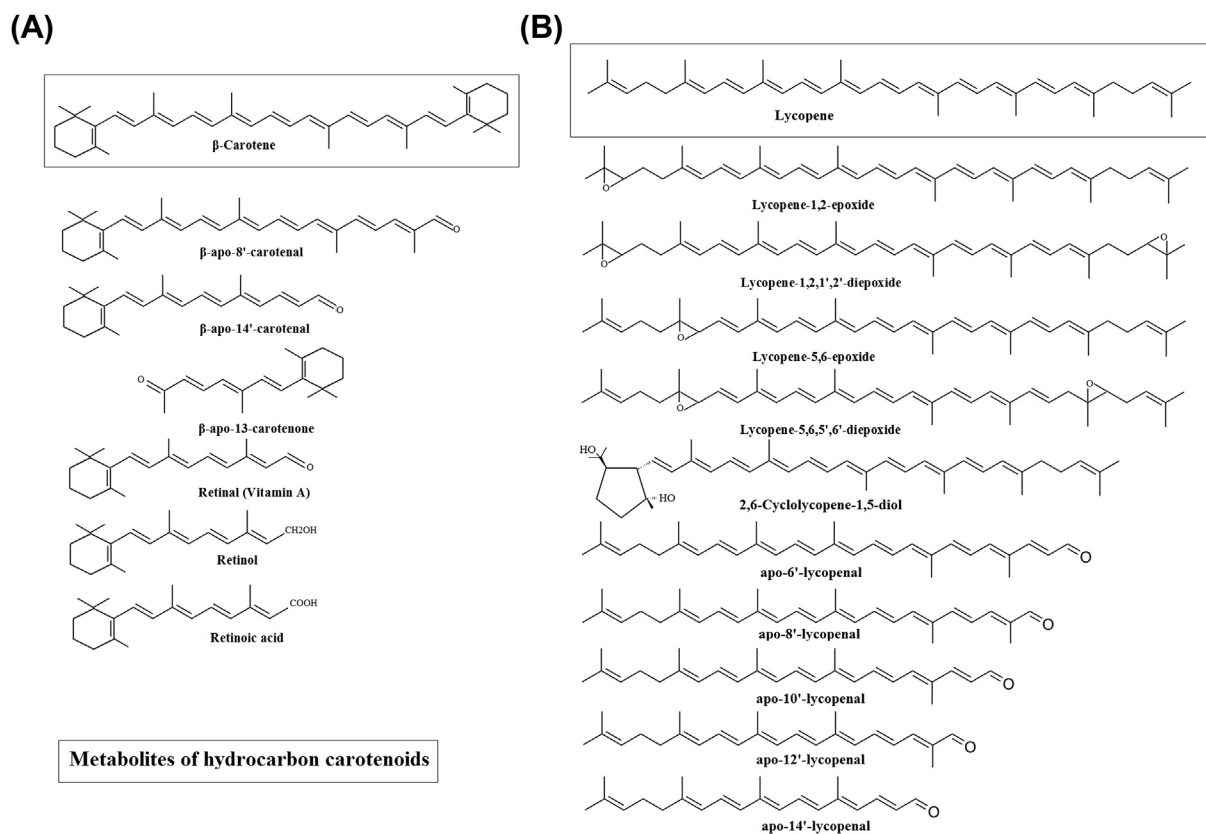 (A)
β-Carotene
β-apo-8'-carotenal
O
β-apo-14'-carotenal
O
O
β-apo-13-carotenone
O
Retinal (Vitamin A)
CH2OH
Retinol
COOH
Retinoic acid
Metabolites of hydrocarbon carotenoids
(B)
Lycopene
O
Lycopene-1,2-epoxide
O
O
Lycopene-1,2,1',2'-diepoxide
O
Lycopene-5,6-epoxide
O
O
Lycopene-5,6,5',6'-diepoxide
HO
HO
2,6-Cyclolycopene-1,5-diol
O
apo-6'-lycopenal
O
apo-8'-lycopenal
O
apo-10'-lycopenal
O
apo-12'-lycopenal
O
apo-14'-lycopenal